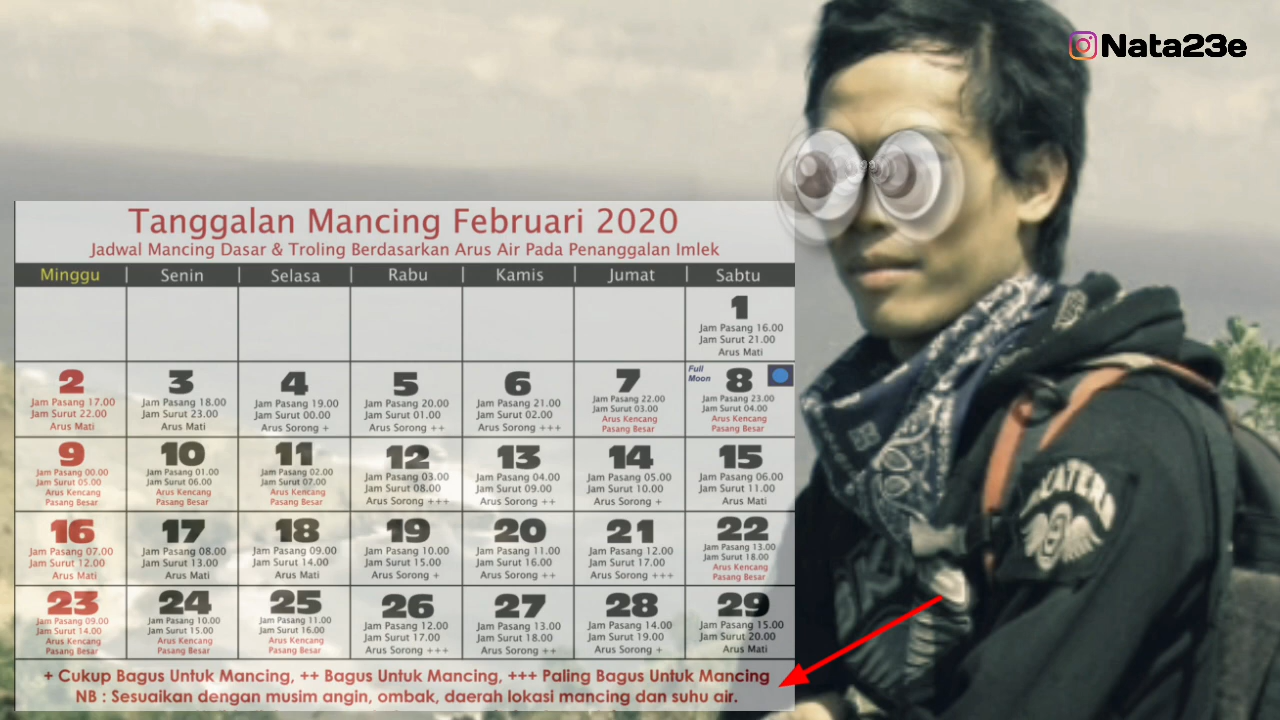 Nata23e
Tanggalan Mancing Februari 2020
Jadwal Mancing Dasar & Troling Berdasarkan Arus Air Pada Penanggalan Imlek
Minggu | Senin | Selasa | Rabu | Kamis | Jumat | Sabtu
1
Jam Pasang 16.00
Jam Surut 21.00
Arus Mati
2
Jam Pasang 17.00
Jam Surut 22.00
Arus Mati
3
Jam Pasang 18.00
Jam Surut 23.00
Arus Mati
4
Jam Pasang 19.00
Jam Surut 00.00
Arus Sorong +
5
Jam Pasang 20.00
Jam Surut 01.00
Arus Sorong ++
6
Jam Pasang 21.00
Jam Surut 02.00
Arus Sorong +++
7
Jam Pasang 22.00
Jam Surut 03.00
Arus Kencang
Pasang Besar
Full
Moon
8
Jam Pasang 23.00
Jam Surut 04.00
Arus Kencang
Pasang Besar
9
Jam Pasang 00.00
Jam Surut 05.00
Arus Kencang
Pasang Besar
10
Jam Pasang 01.00
Jam Surut 06.00
Arus Kencang
Pasang Besar
11
Jam Pasang 02.00
Jam Surut 07.00
Arus Kencang
Pasang Besar
12
Jam Pasang 03.00
Jam Surut 08.00
Arus Sorong +++
13
Jam Pasang 04.00
Jam Surut 09.00
Arus Sorong ++
14
Jam Pasang 05.00
Jam Surut 10.00
Arus Sorong +
15
Jam Pasang 06.00
Jam Surut 11.00
Arus Mati
16
Jam Pasang 07.00
Jam Surut 12.00
Arus Mati
17
Jam Pasang 08.00
Jam Surut 13.00
Arus Mati
18
Jam Pasang 09.00
Jam Surut 14.00
Arus Mati
19
Jam Pasang 10.00
Jam Surut 15.00
Arus Sorong +
20
Jam Pasang 11.00
Jam Surut 16.00
Arus Sorong ++
21
Jam Pasang 12.00
Jam Surut 17.00
Arus Sorong +++
22
Jam Pasang 13.00
Jam Surut 18.00
Arus Kencang
Pasang Besar
23
Jam Pasang 09.00
Jam Surut 14.00
Arus Kencang
Pasang Besar
24
Jam Pasang 10.00
Jam Surut 15.00
Arus Kencang
Pasang Besar
25
Jam Pasang 11.00
Jam Surut 16.00
Arus Kencang
Pasang Besar
26
Jam Pasang 12.00
Jam Surut 17.00
Arus Sorong +++
27
Jam Pasang 13.00
Jam Surut 18.00
Arus Sorong ++
28
Jam Pasang 14.00
Jam Surut 19.00
Arus Sorong +
29
Jam Pasang 15.00
Jam Surut 20.00
Arus Mati
+ Cukup Bagus Untuk Mancing, ++ Bagus Untuk Mancing, +++ Paling Bagus Untuk Mancing
NB : Sesuaikan dengan musim angin, ombak, daerah lokasi mancing dan suhu air.